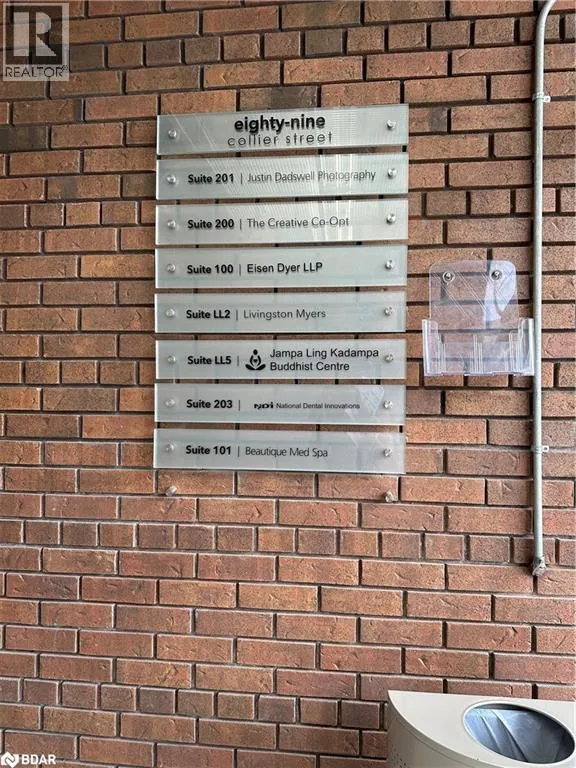 REALTOR®
eighty-nine
collier street
Suite 201 | Justin Dadswell Photography
Suite 200 | The Creative Co-Opt
Suite 100 | Eisen Dyer LLP
Suite LL2 | Livingston Myers
Suite LL5 | Jampa Ling Kadampa
Buddhist Centre
Suite 203 | NDi National Dental Innovations
Suite 101 | Beautique Med Spa
BDAR